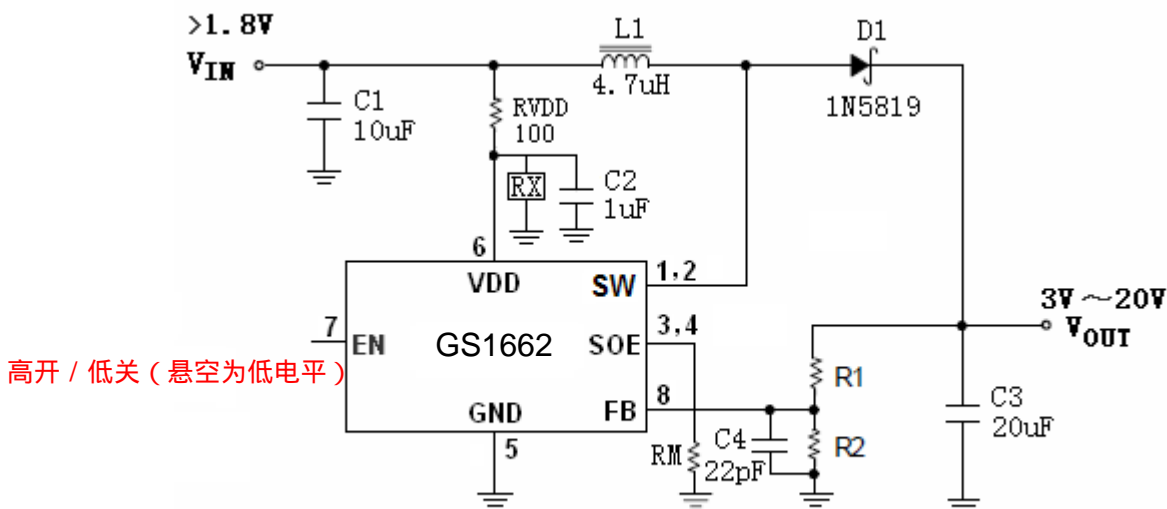 >1.8V
VIN
L1
4.7uH
D1
1N5819
C1
10uF
RVDD
100
RX
C2
1uF
6
VDD
SW
1,2
7
EN
GS1662
SOE
3,4
高开 / 低关 ( 悬空为低电平 )
GND
5
FB
8
3V ～20V
VOUT
R1
R2
C3
20uF
C4
22pF
RM